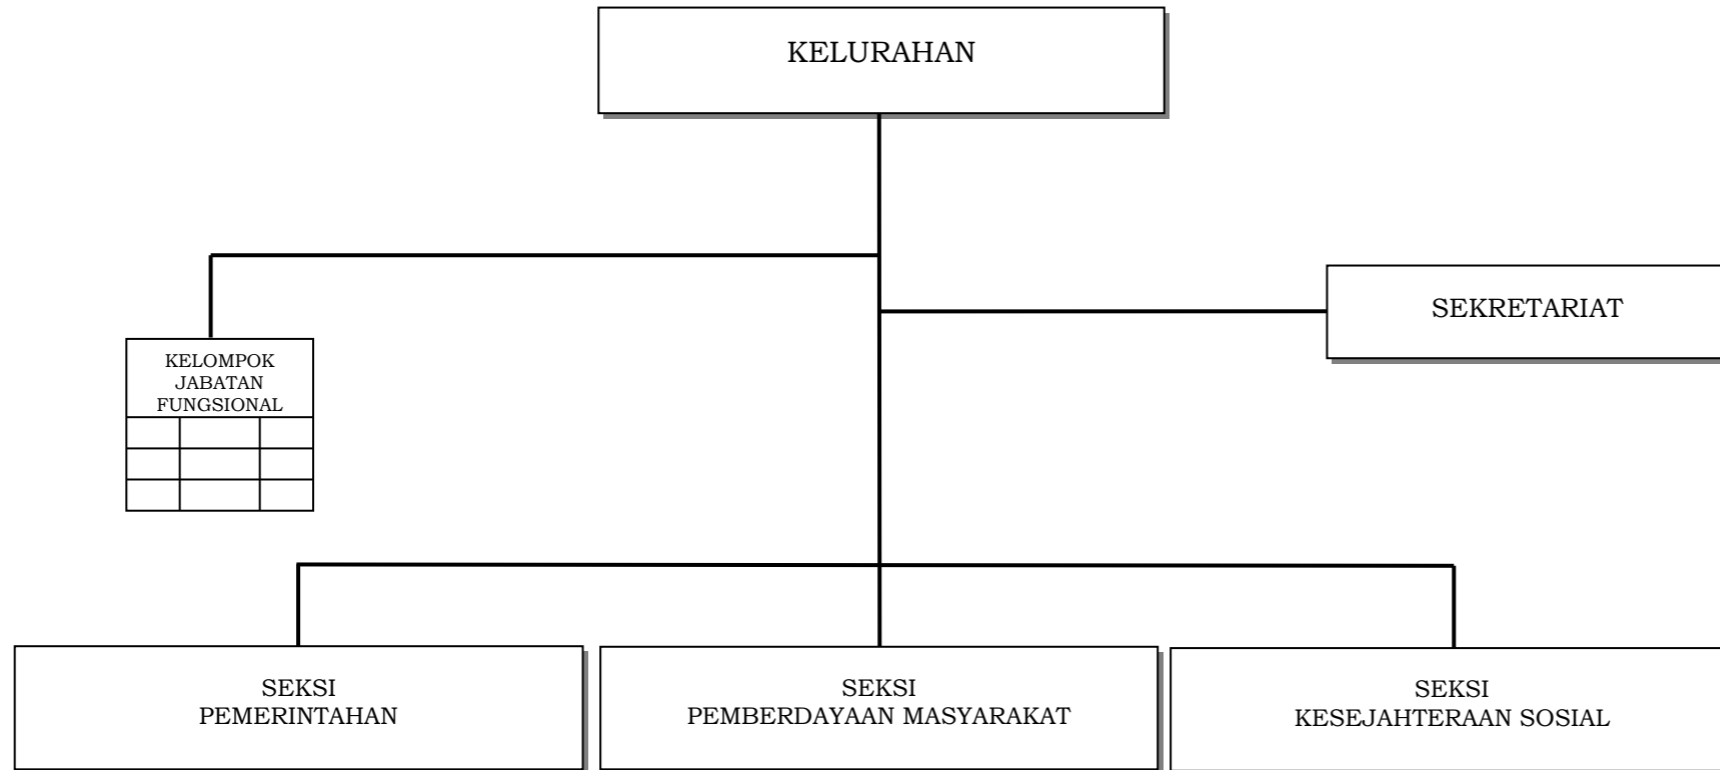 KELURAHAN
SEKRETARIAT
KELOMPOK
JABATAN
FUNGSIONAL
SEKSI
PEMERINTAHAN
SEKSI
PEMBERDAYAAN MASYARAKAT
SEKSI
KESEJAHTERAAN SOSIAL